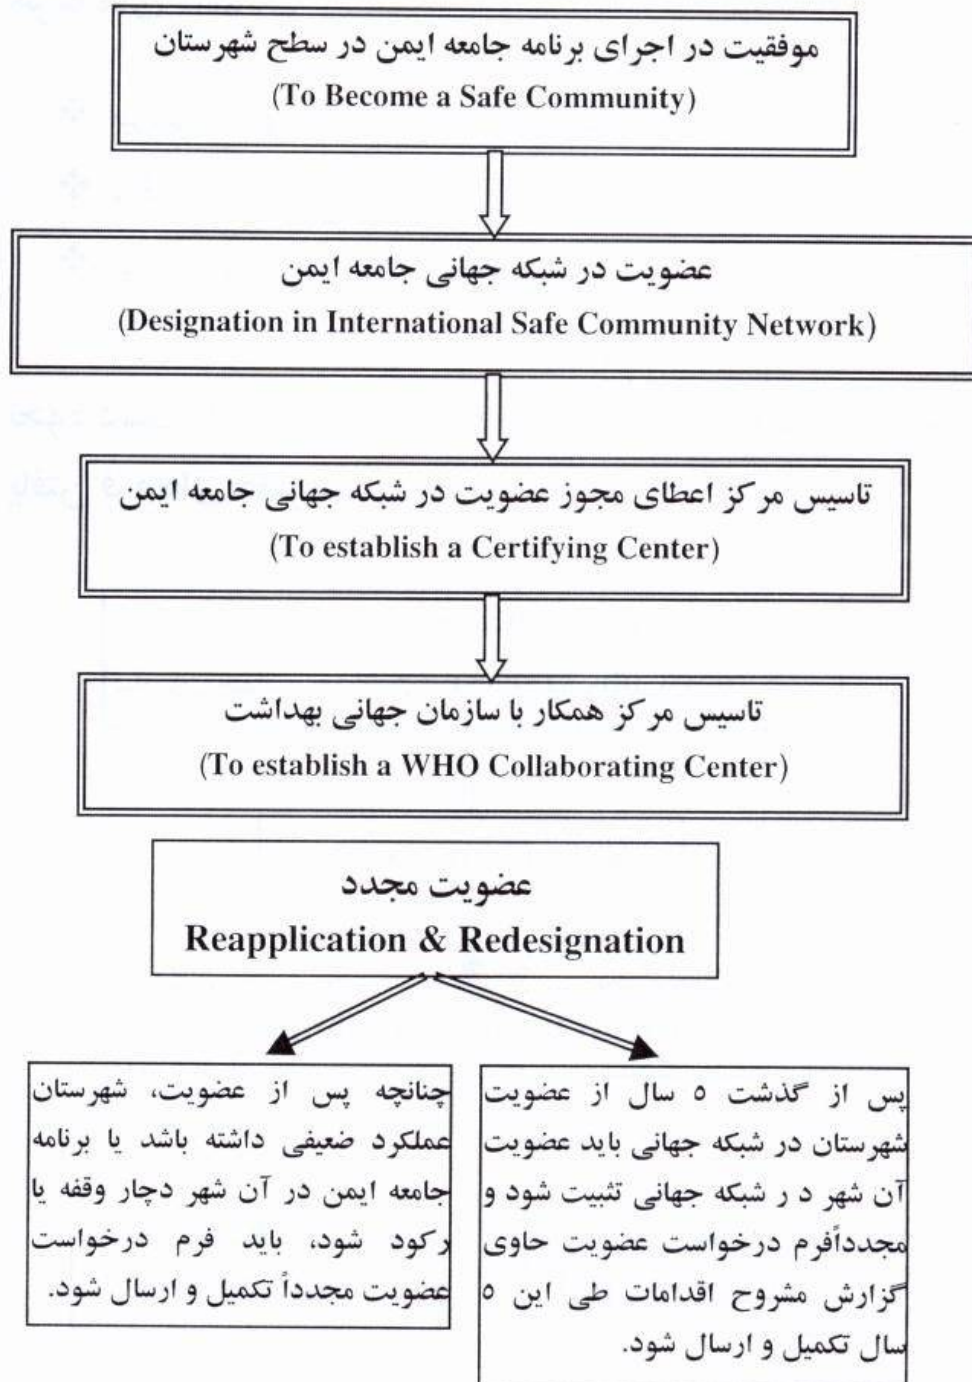 موفقیت در اجرای برنامه جامعه ایمن در سطح شهرستان
(To Become a Safe Community)
عضویت در شبکه جهانی جامعه ایمن
(Designation in International Safe Community Network)
تاسیس مرکز اعطای مجوز عضویت در شبکه جهانی جامعه ایمن
(To establish a Certifying Center)
تاسیس مرکز همکار با سازمان جهانی بهداشت
(To establish a WHO Collaborating Center)
عضویت مجدد
Reapplication & Redesignation
پس از گذشت ٥ سال از عضویت
شهرستان در شبکه جهانی باید عضویت
آن شهر د ر شبکه جهانی تثبیت شود و
مجدداًفرم درخواست عضویت حاوی
گزارش مشروح اقدامات طی این ٥
سال تکمیل و ارسال شود.
چنانچه پس از عضویت، شهرستان
عملکرد ضعیفی داشته باشد یا برنامه
جامعه ایمن در آن شهر دچار وقفه یا
رکود شود، باید فرم درخواست
عضویت مجدداً تکمیل و ارسال شود.